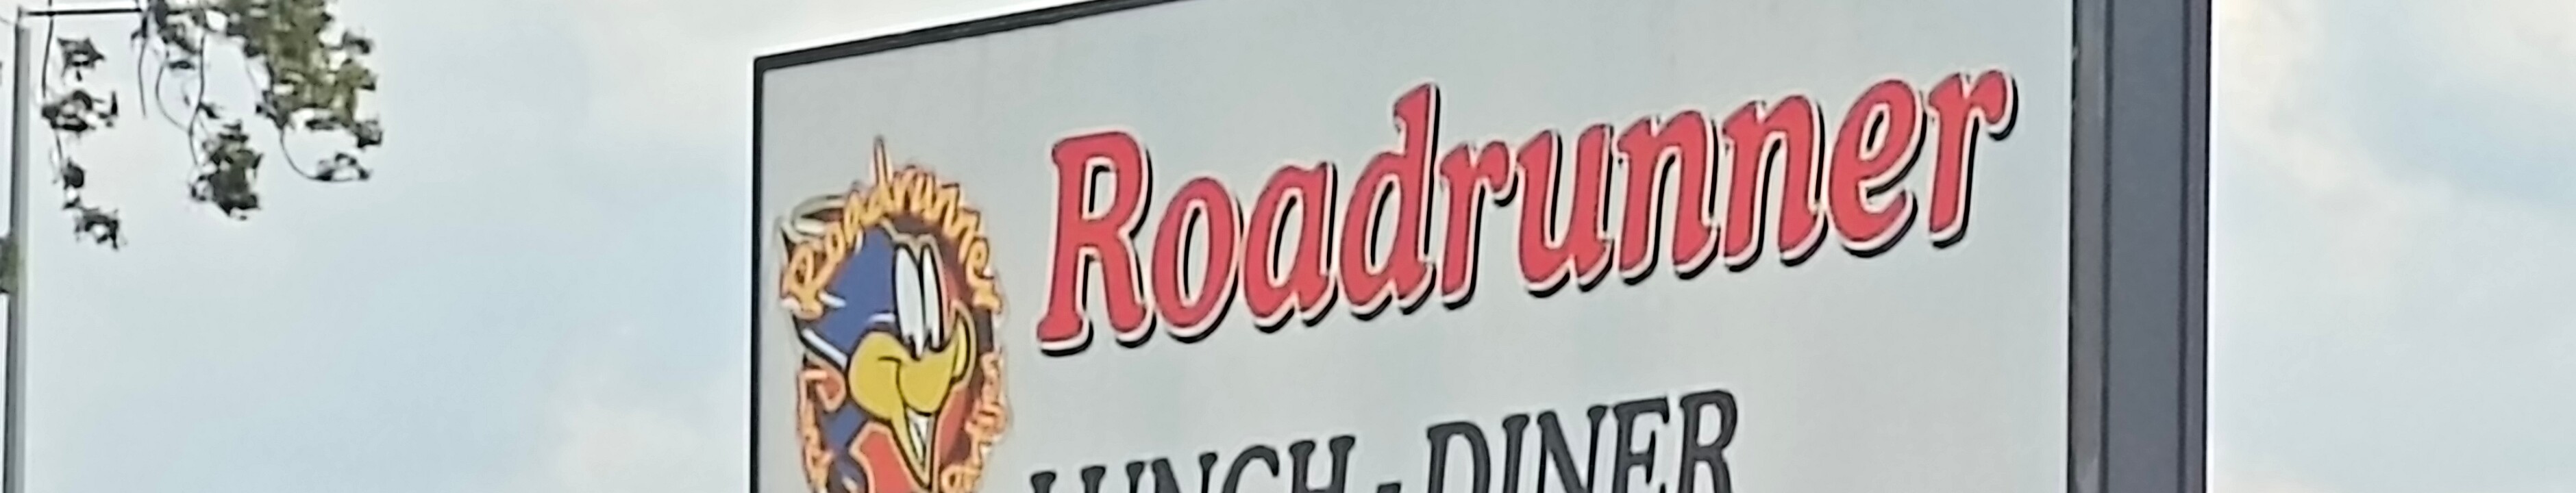 Roadrunner
Roadrunner
LUNCH - DINER